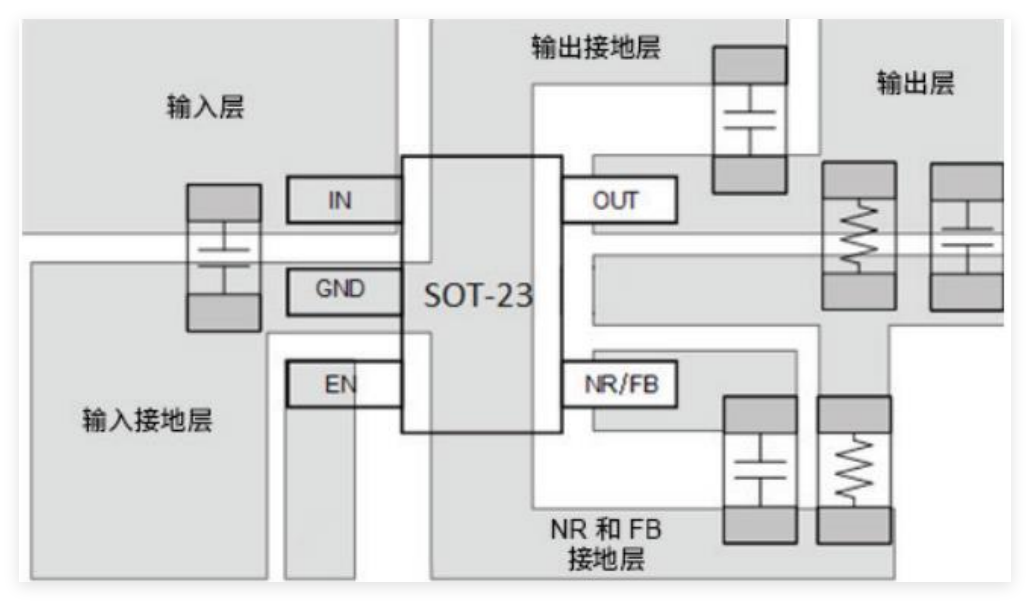 输出接地层
输出层
输入层
IN
OUT
GND
SOT-23
EN
NR/FB
输入接地层
NR 和 FB
接地层